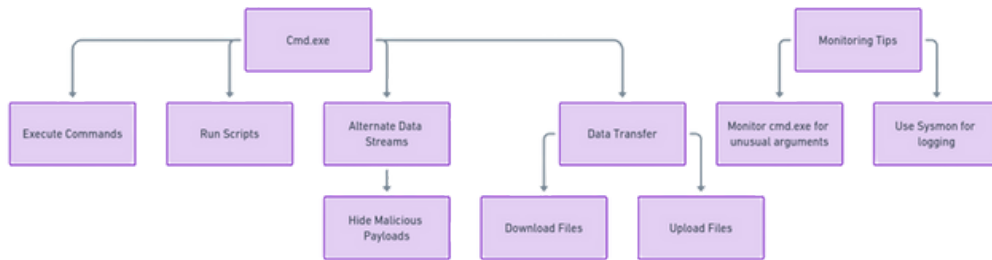 Cmd.exe
Monitoring Tips
Execute Commands
Run Scripts
Alternate Data
Streams
Data Transfer
Monitor cmd.exe for
unusual arguments
Use Sysmon for
logging
Hide Malicious
Payloads
Download Files
Upload Files